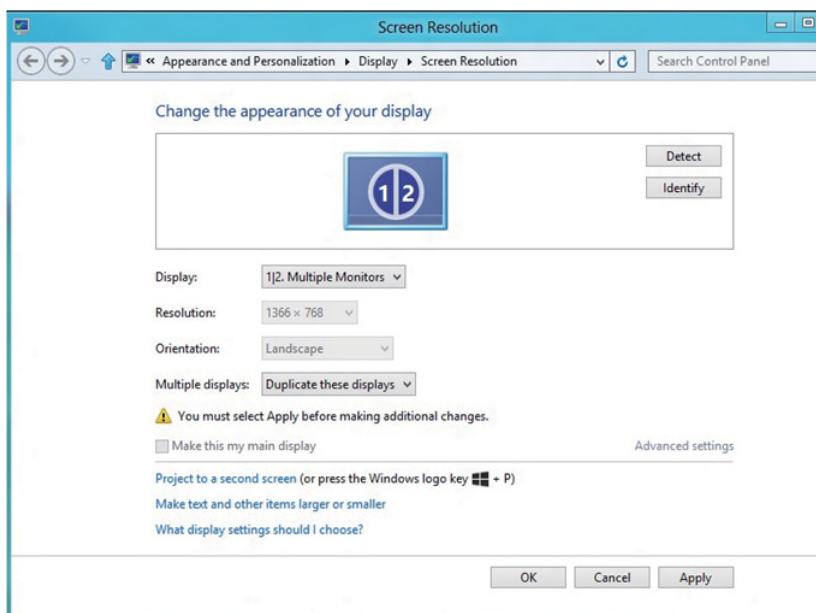 Screen Resolution
« Appearance and Personalization ▸ Display ▸ Screen Resolution
Search Control Panel
Change the appearance of your display
1|2
Detect
Identify
Display: 1|2. Multiple Monitors
Resolution: 1366 × 768
Orientation: Landscape
Multiple displays: Duplicate these displays
You must select Apply before making additional changes.
Make this my main display
Advanced settings
Project to a second screen (or press the Windows logo key + P)
Make text and other items larger or smaller
What display settings should I choose?
OK Cancel Apply